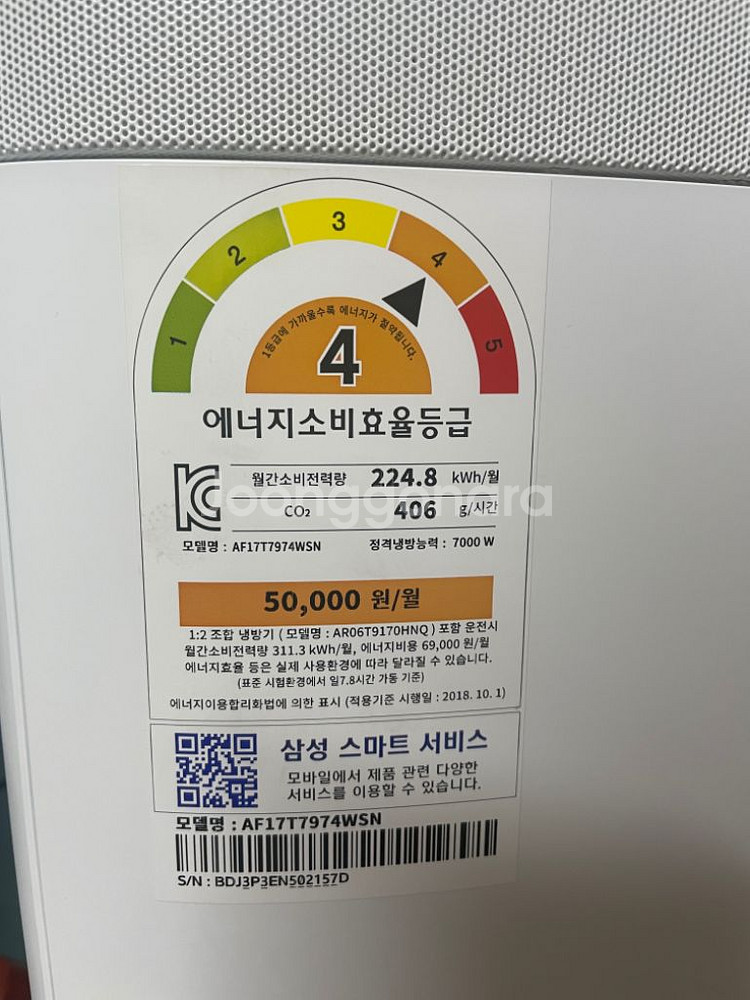 1
2
3
4
5
1등급에 가까울수록 에너지가 절약됩니다.
4
에너지소비효율등급
월간소비전력량 224.8 kWh/월
CO₂ 406 g/시간
joonggonara
모델명 : AF17T7974WSN 정격냉방능력 : 7000 W
50,000 원/월
1:2 조합 냉방기 ( 모델명 : AR06T9170HNQ ) 포함 운전시
월간소비전력량 311.3 kWh/월, 에너지비용 69,000 원/월
에너지효율 등은 실제 사용환경에 따라 달라질 수 있습니다.
(표준 시험환경에서 일7.8시간 가동 기준)
에너지이용합리화법에 의한 표시 (적용기준 시행일 : 2018. 10. 1)
삼성 스마트 서비스
모바일에서 제품 관련 다양한
서비스를 이용할 수 있습니다.
모델명 : AF17T7974WSN
S/N : BDJ3P3EN502157D